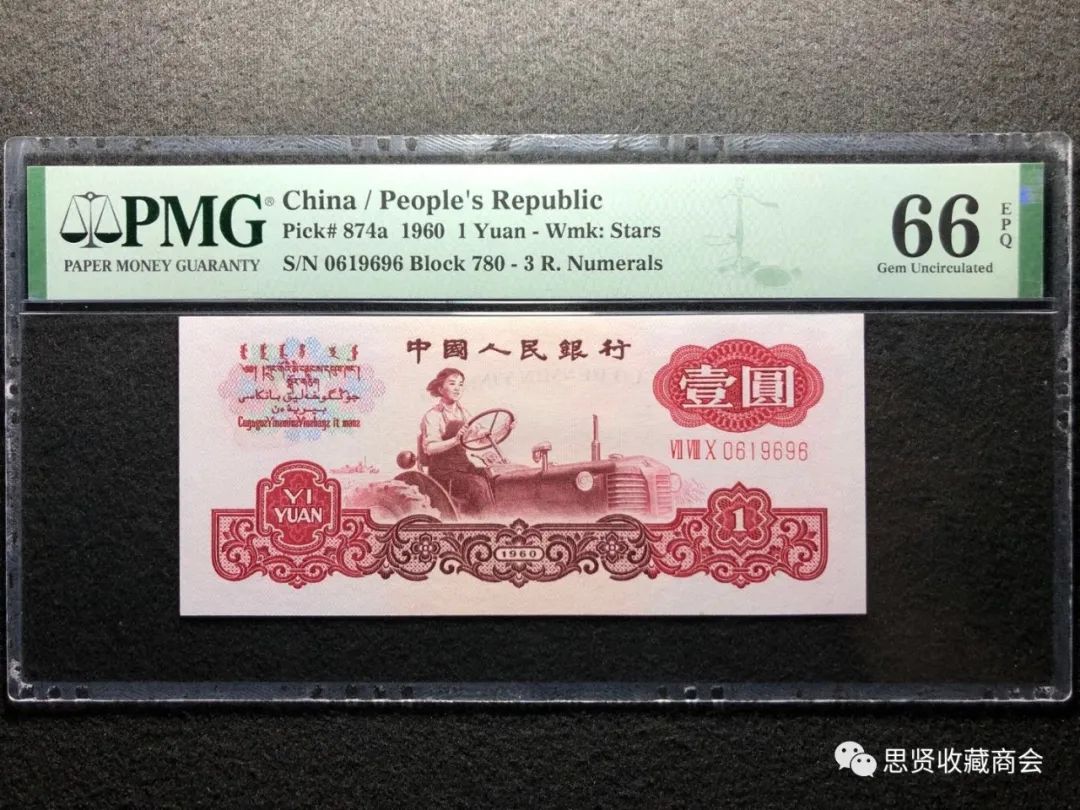 PMG®
PAPER MONEY GUARANTY
China / People's Republic
Pick# 874a 1960 1 Yuan - Wmk: Stars
S/N 0619696 Block 780 - 3 R. Numerals
66
EPQ
Gem Uncirculated
中國人民銀行
壹圓
VII VIII X 0619696
YI
YUAN
1960
1
思贤收藏商会